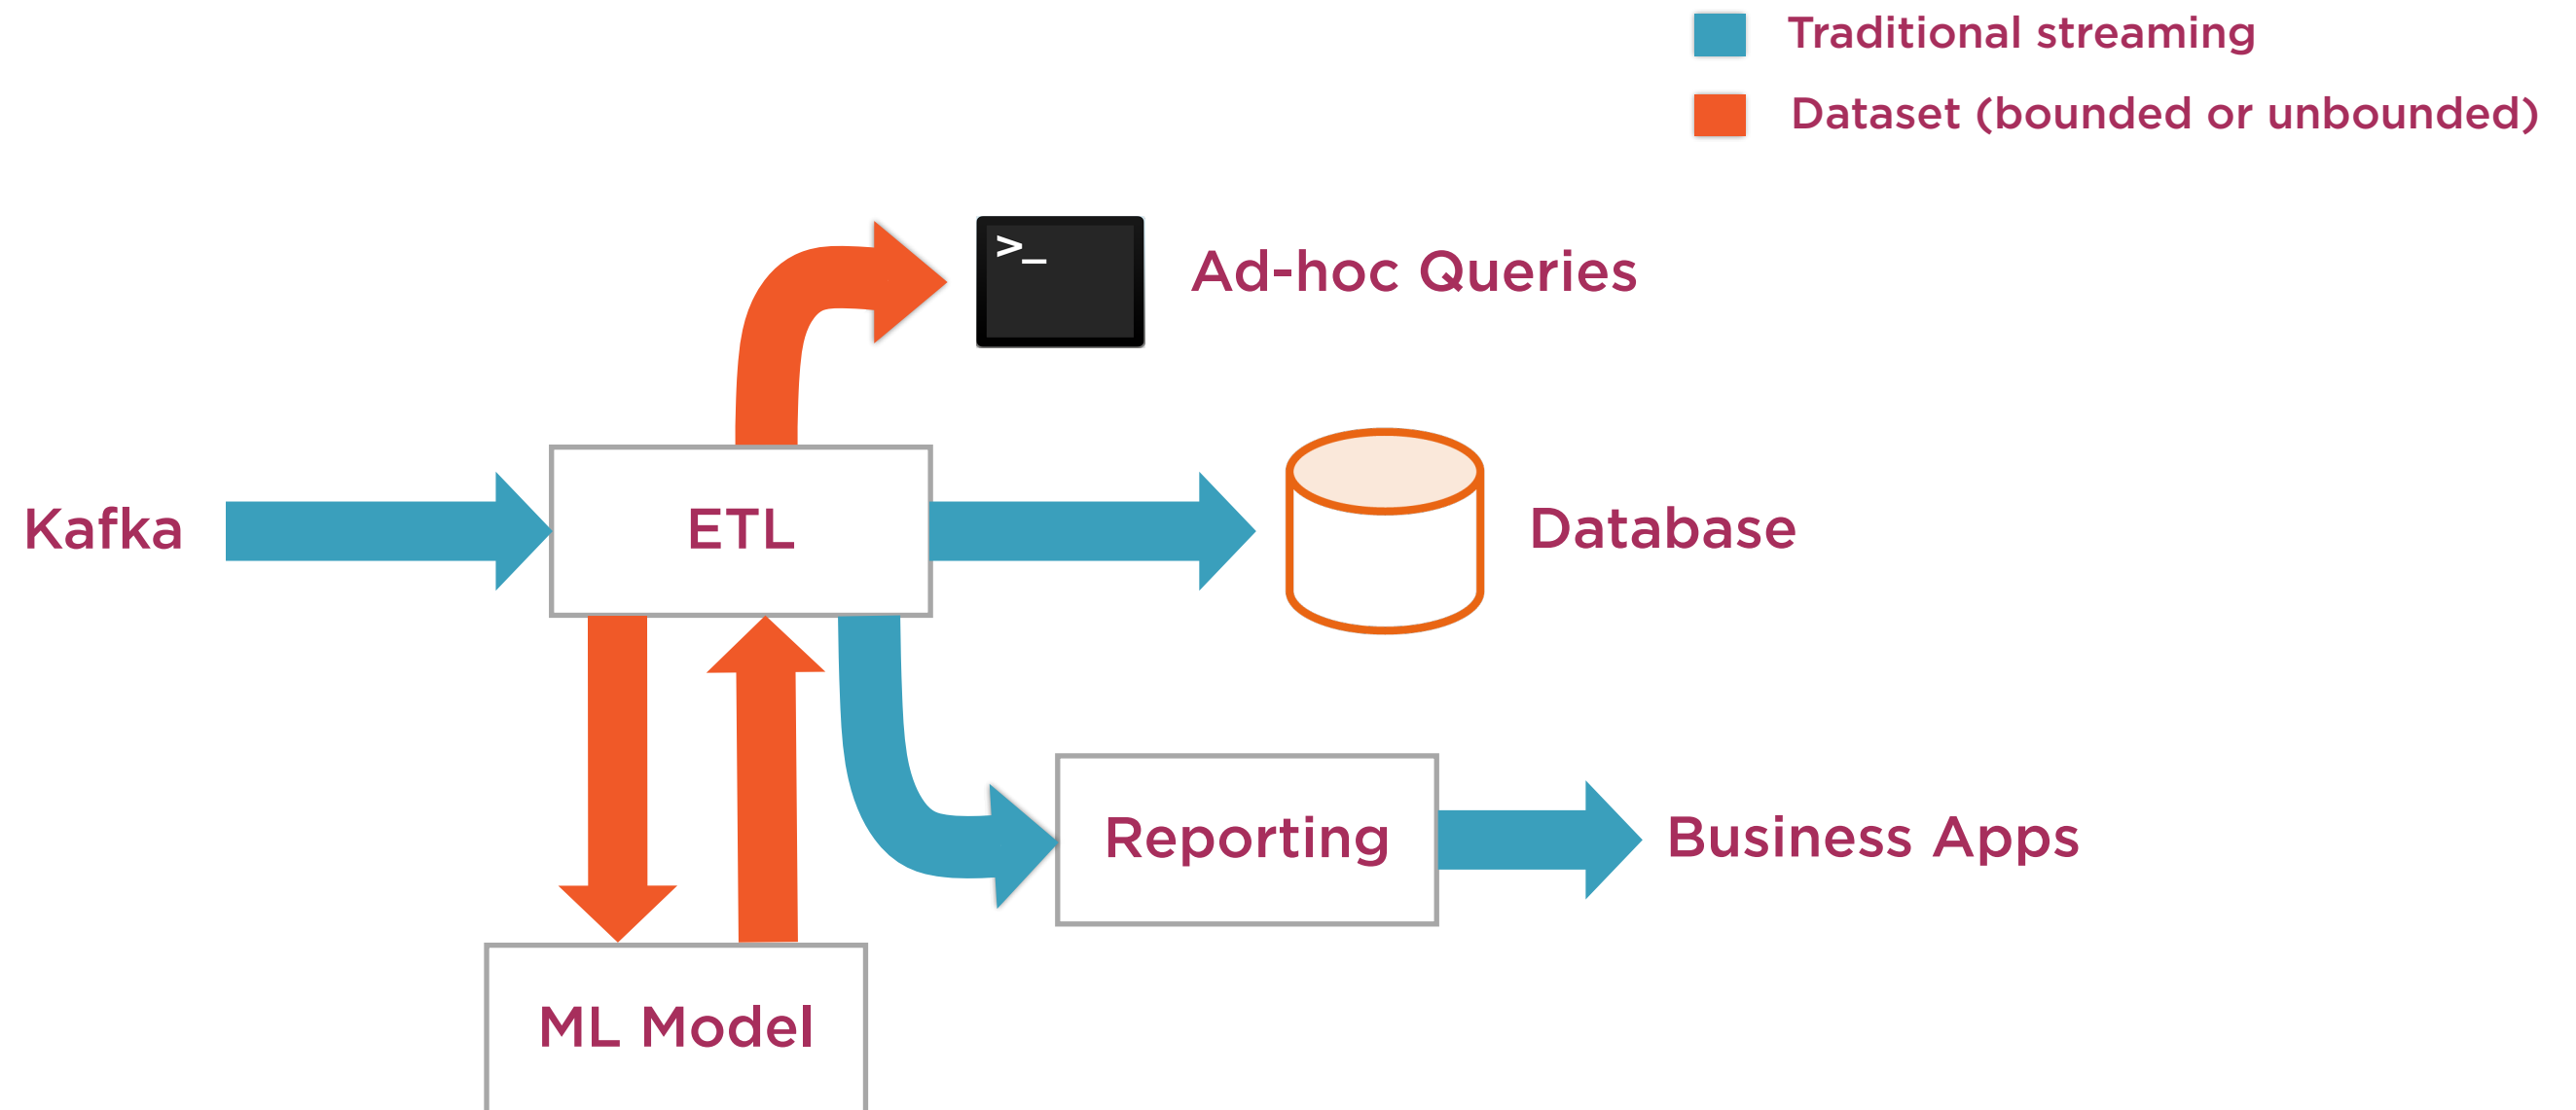 Traditional streaming
Dataset (bounded or unbounded)
>_
Ad-hoc Queries
Kafka
ETL
Database
Reporting
Business Apps
ML Model